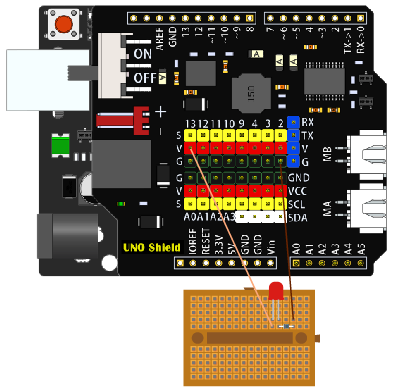 AREF
GND
13
12
~11
~10
~9
8
7
~6
~5
4
~3
2
TX->1
RX->0
ON
OFF
+
-
150
13 12 11 10 9 4 3 2
RX
TX
S
V
V
G
G
G
GND
V
VCC
S
SCL
A0 A1 A2 A3
SDA
MB
MA
UNO Shield
IOREF
RESET
3.3V
5V
GND
GND
Vin
A0
A1
A2
A3
A4
A5